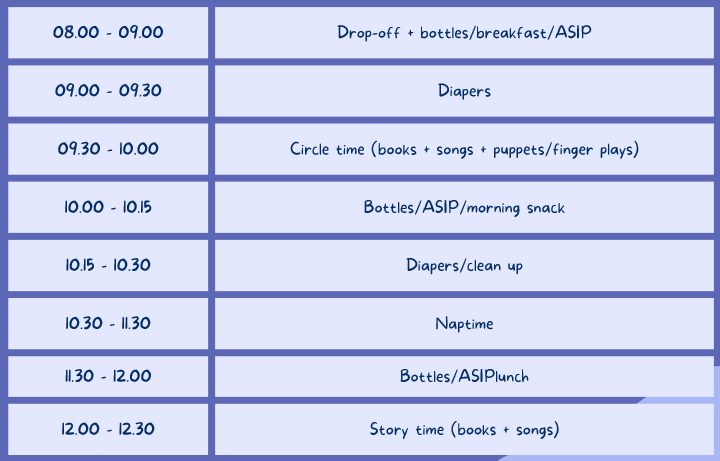 08.00 - 09.00 Drop-off + bottles/breakfast/ASIP
09.00 - 09.30 Diapers
09.30 - 10.00 Circle time (books + songs + puppets/finger plays)
10.00 - 10.15 Bottles/ASIP/morning snack
10.15 - 10.30 Diapers/clean up
10.30 - 11.30 Naptime
11.30 - 12.00 Bottles/ASIPlunch
12.00 - 12.30 Story time (books + songs)